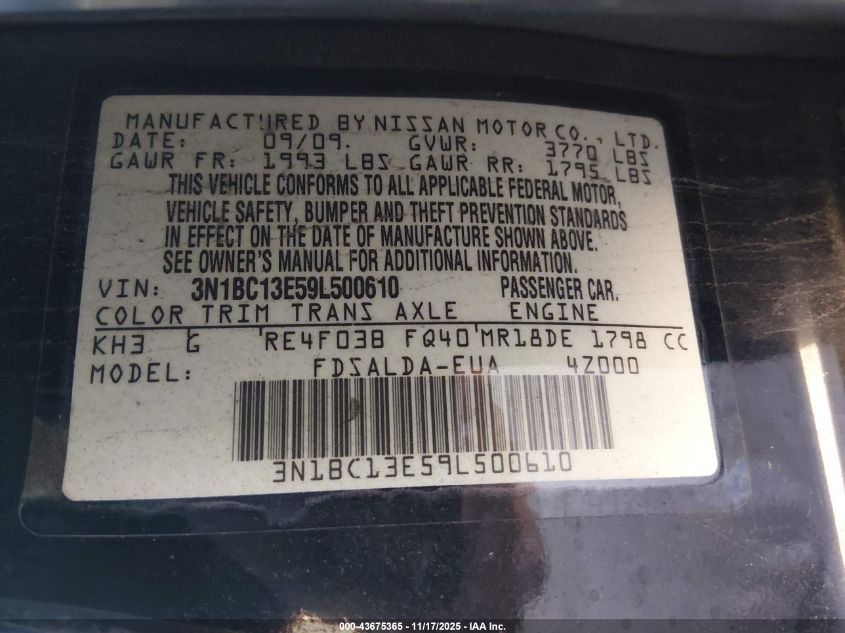 MANUFACTURED BY NISSAN MOTOR CO., LTD.
DATE: 09/09. GVWR: 3770 LBS
GAWR FR: 1993 LBS GAWR RR: 1795 LBS
THIS VEHICLE CONFORMS TO ALL APPLICABLE FEDERAL MOTOR,
VEHICLE SAFETY, BUMPER AND THEFT PREVENTION STANDARDS
IN EFFECT ON THE DATE OF MANUFACTURE SHOWN ABOVE.
SEE OWNER'S MANUAL FOR ADDITIONAL INFORMATION.
VIN: 3N1BC13E59L500610 PASSENGER CAR.
COLOR TRIM TRANS AXLE ENGINE
KH3 G RE4F03B FQ40 MR18DE 1798 CC
MODEL: FDSALDA-EUA 4Z000
3N1BC13E59L500610
000-43675365 - 11/17/2025 - IAA Inc.